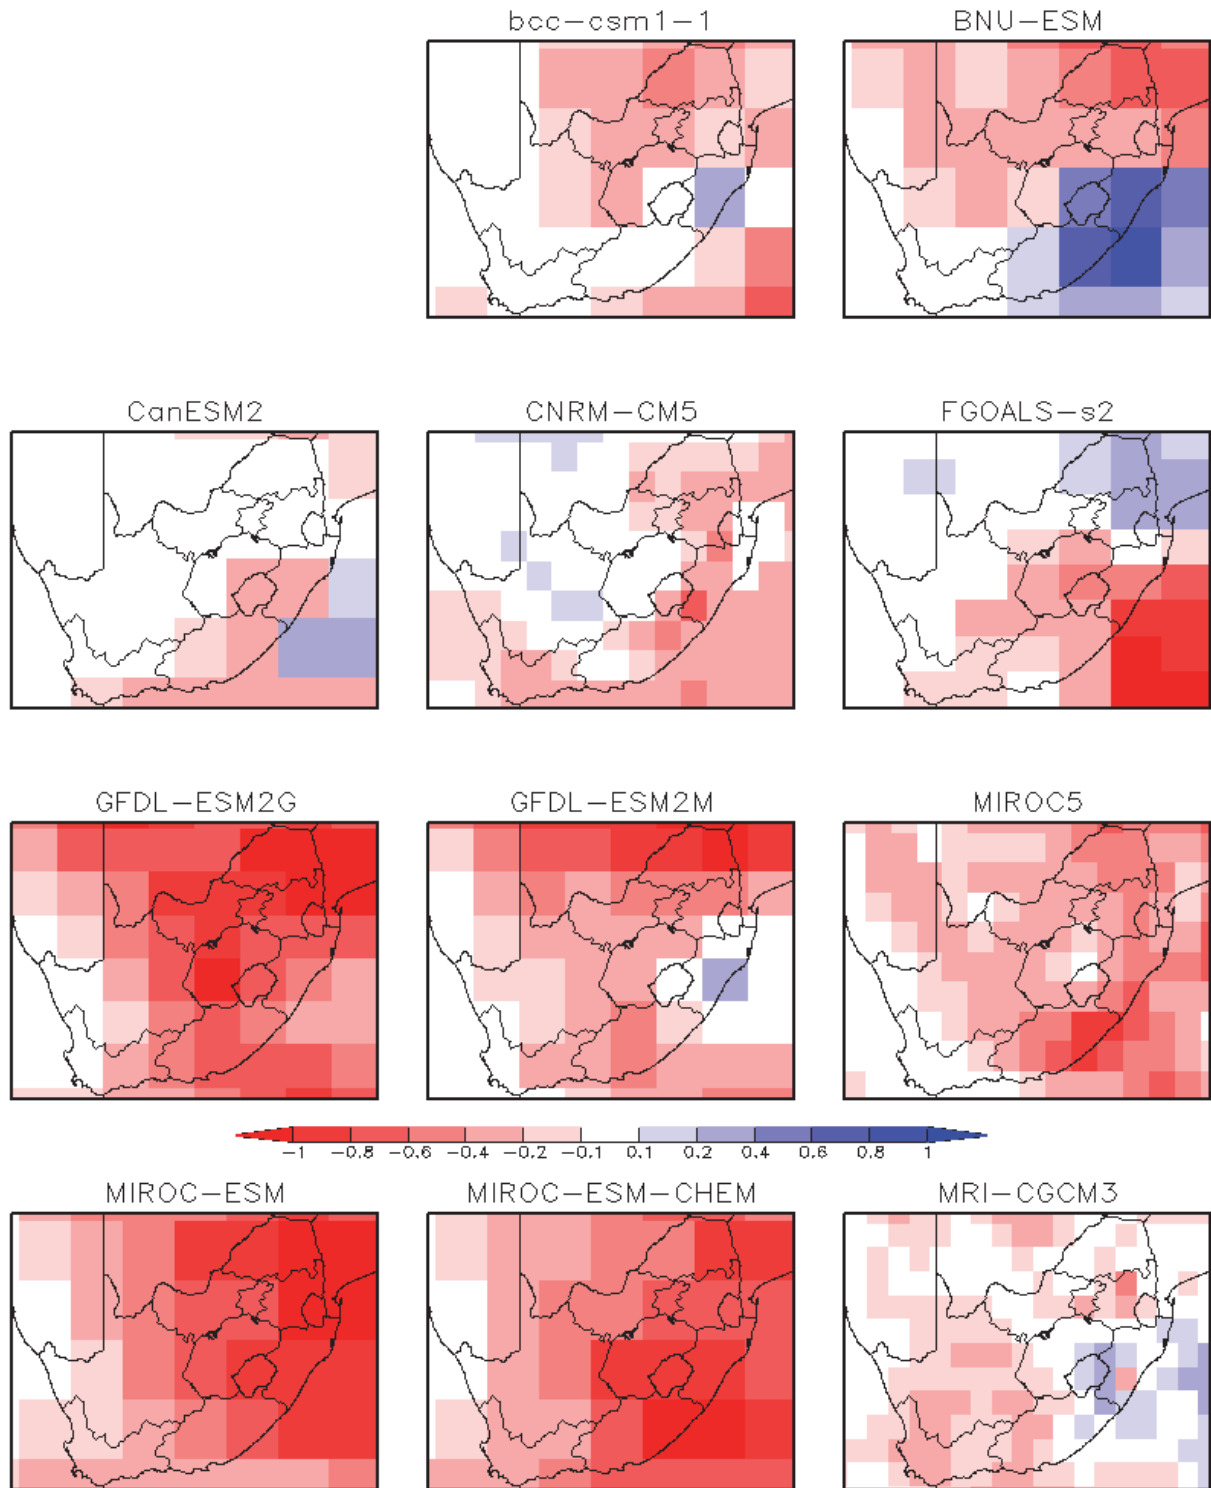 bcc-csm1-1
BNU-ESM
CanESM2
CNRM-CM5
FGOALS-s2
GFDL-ESM2G
GFDL-ESM2M
MIROC5
-1 -0.8 -0.6 -0.4 -0.2 -0.1 0.1 0.2 0.4 0.6 0.8 1
MIROC-ESM
MIROC-ESM-CHEM
MRI-CGCM3